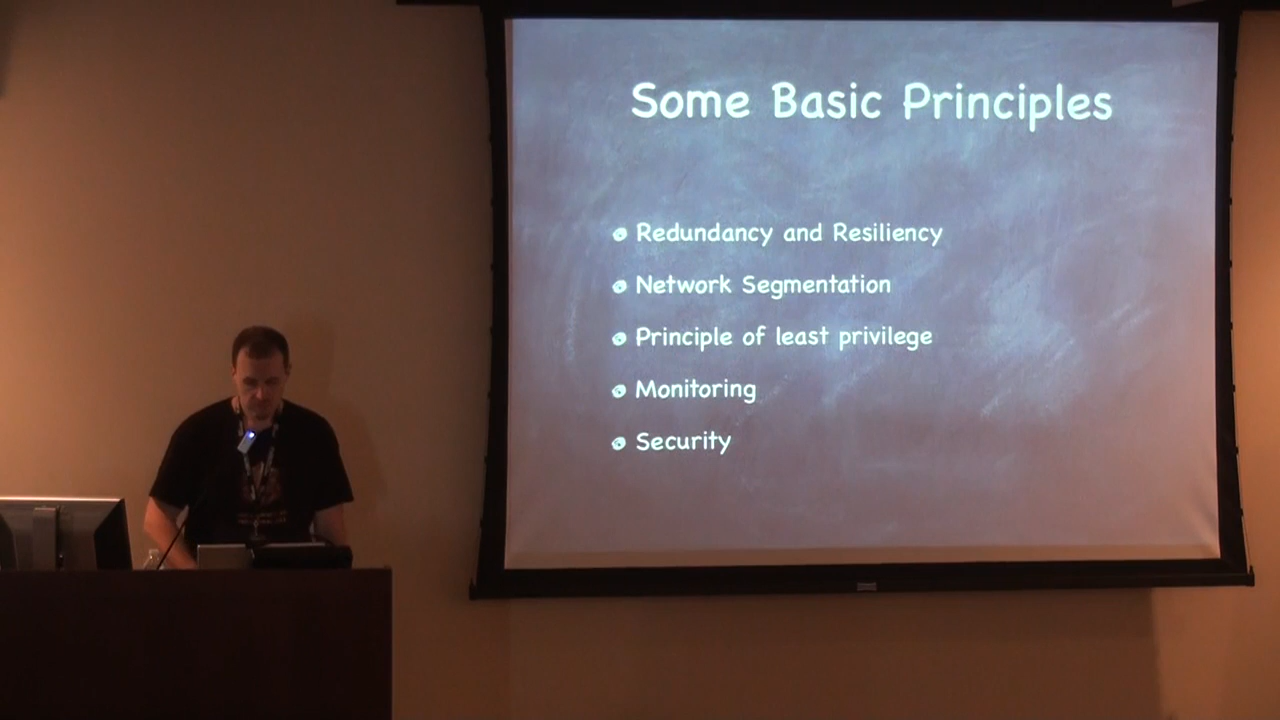 Some Basic Principles
Redundancy and Resiliency
Network Segmentation
Principle of least privilege
Monitoring
Security